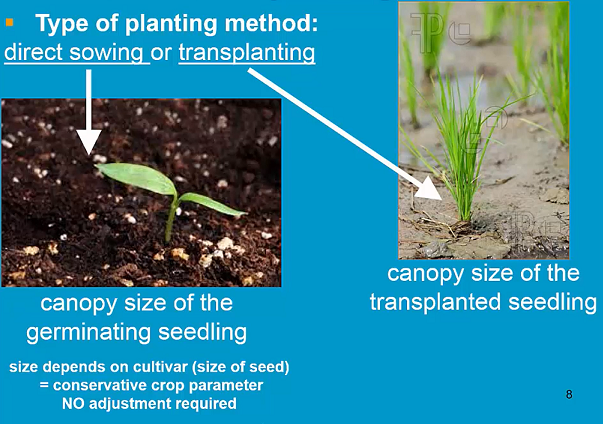 Type of planting method:
direct sowing or transplanting
canopy size of the
germinating seedling
size depends on cultivar (size of seed)
= conservative crop parameter
NO adjustment required
canopy size of the
transplanted seedling
8